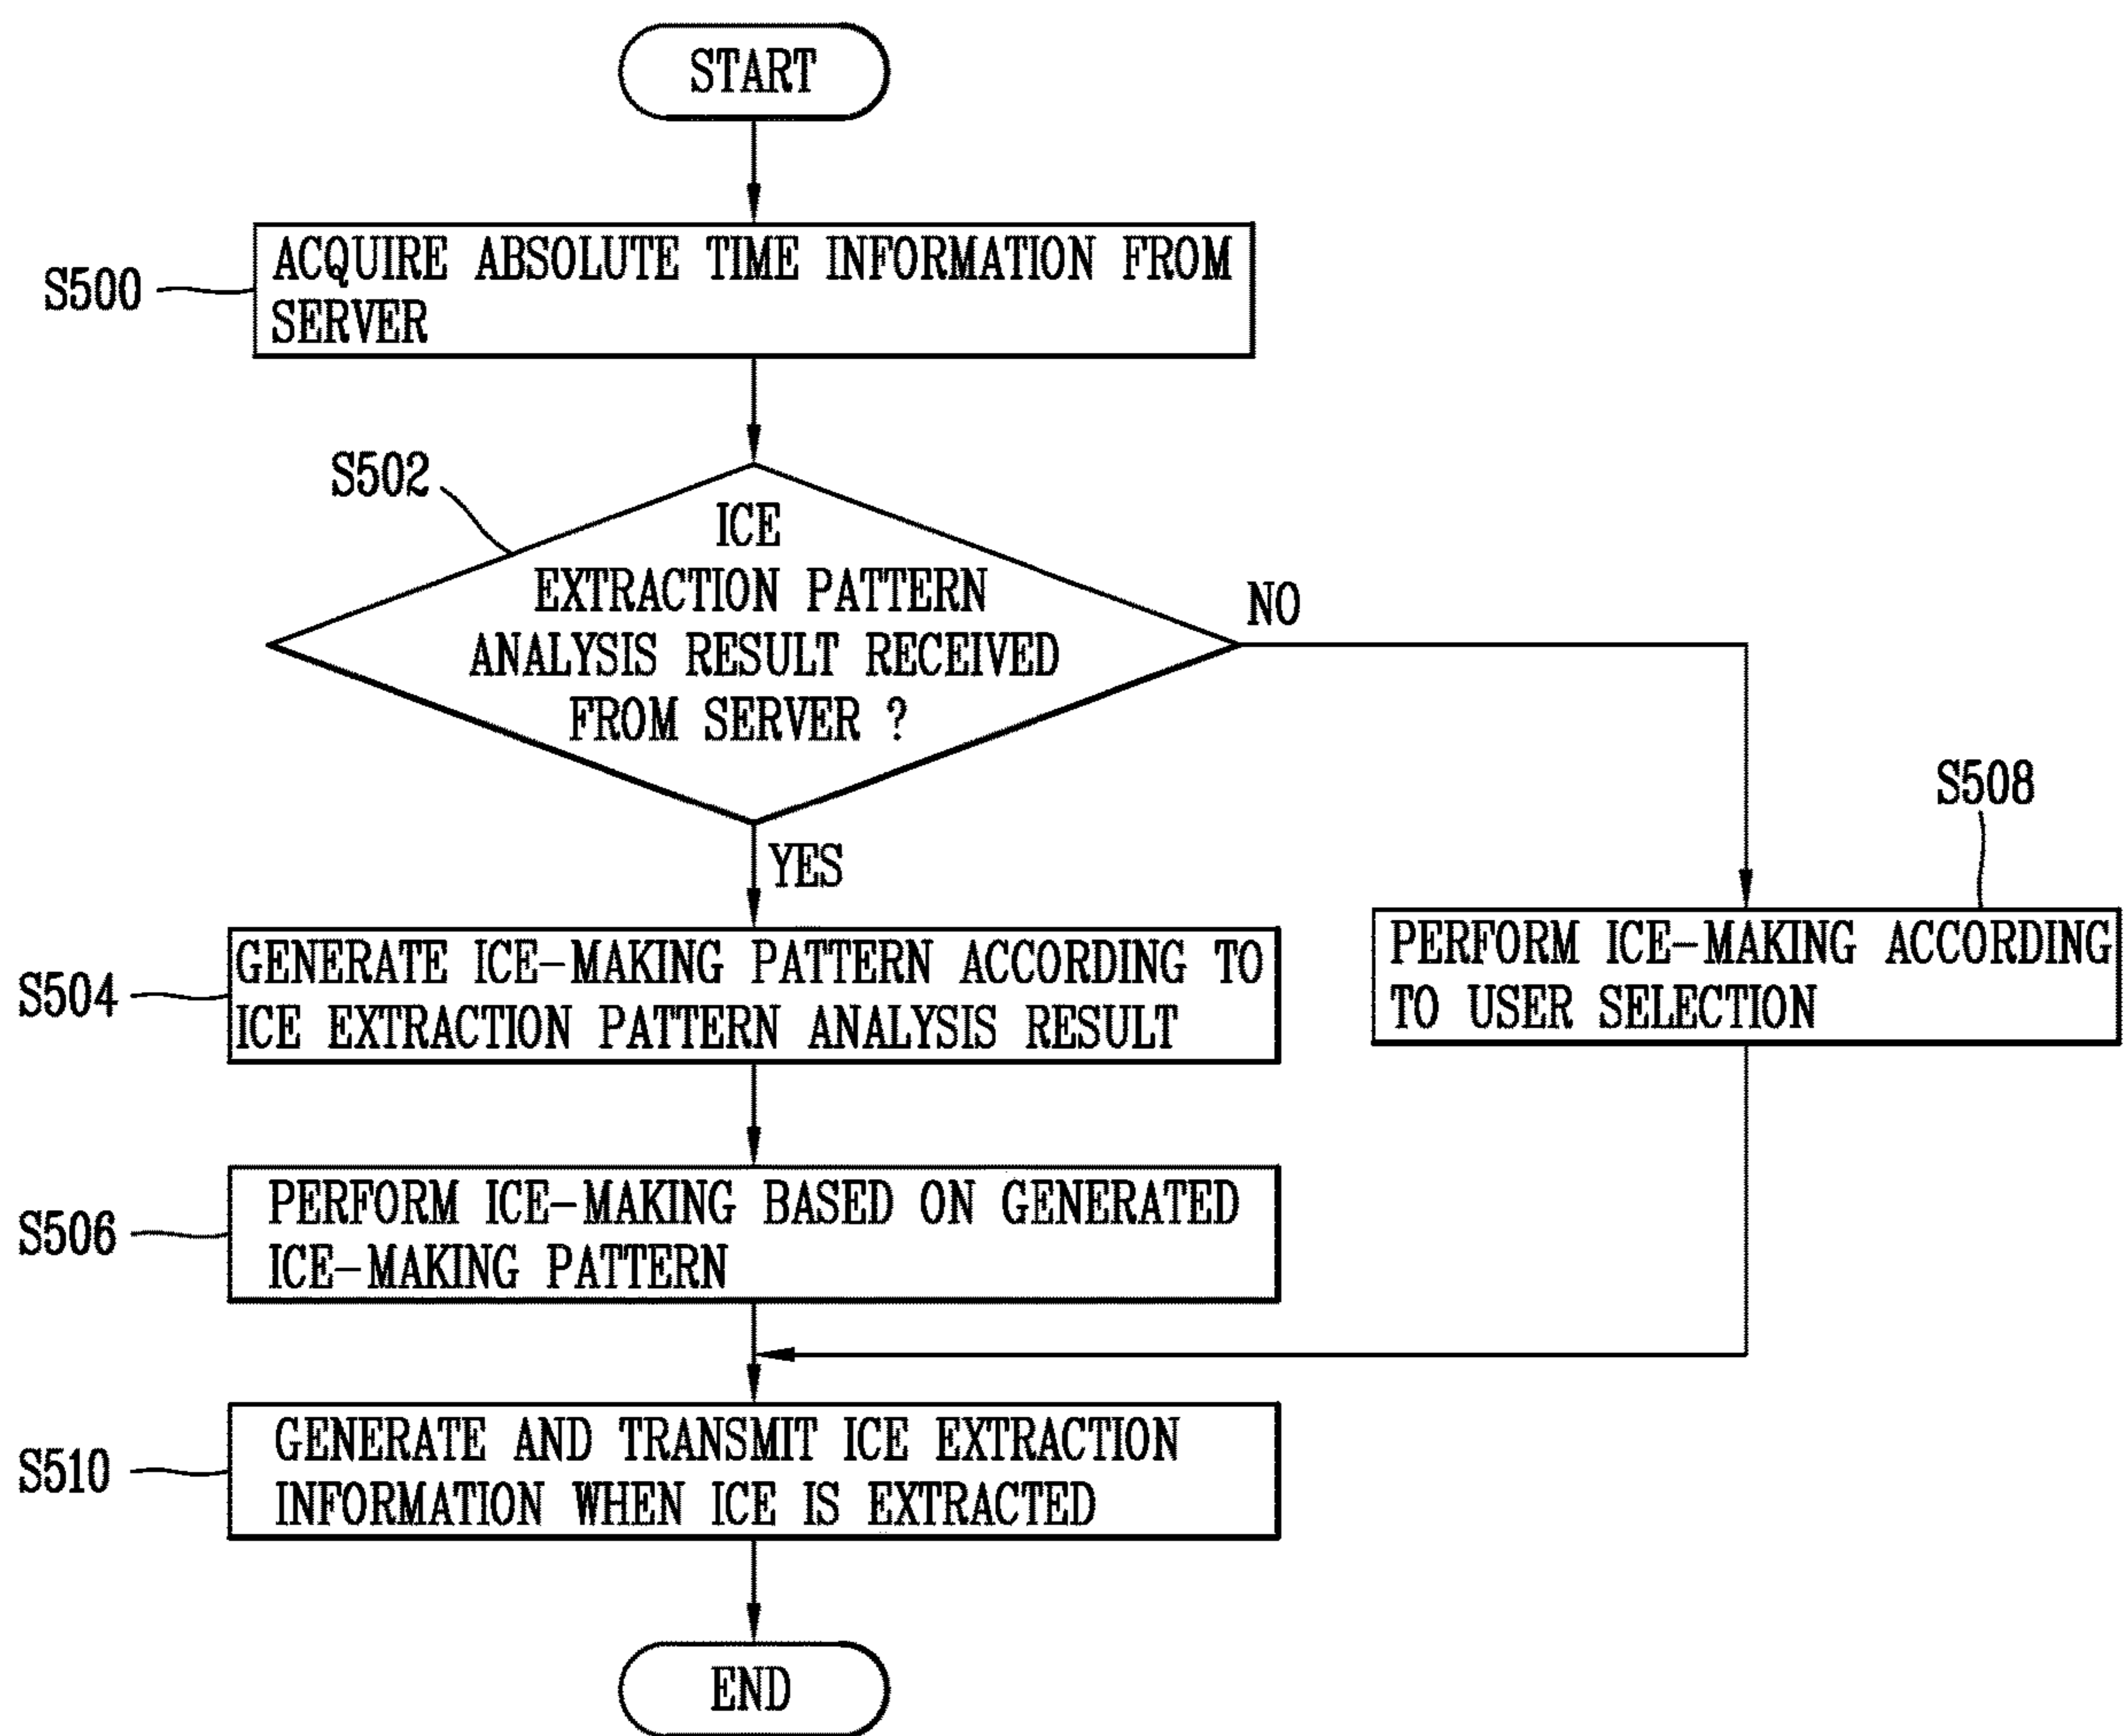 START
S500
ACQUIRE ABSOLUTE TIME INFORMATION FROM
SERVER
S502
ICE
EXTRACTION PATTERN
ANALYSIS RESULT RECEIVED
FROM SERVER ?
NO
YES
S508
PERFORM ICE-MAKING ACCORDING
TO USER SELECTION
S504
GENERATE ICE-MAKING PATTERN ACCORDING TO
ICE EXTRACTION PATTERN ANALYSIS RESULT
S506
PERFORM ICE-MAKING BASED ON GENERATED
ICE-MAKING PATTERN
S510
GENERATE AND TRANSMIT ICE EXTRACTION
INFORMATION WHEN ICE IS EXTRACTED
END